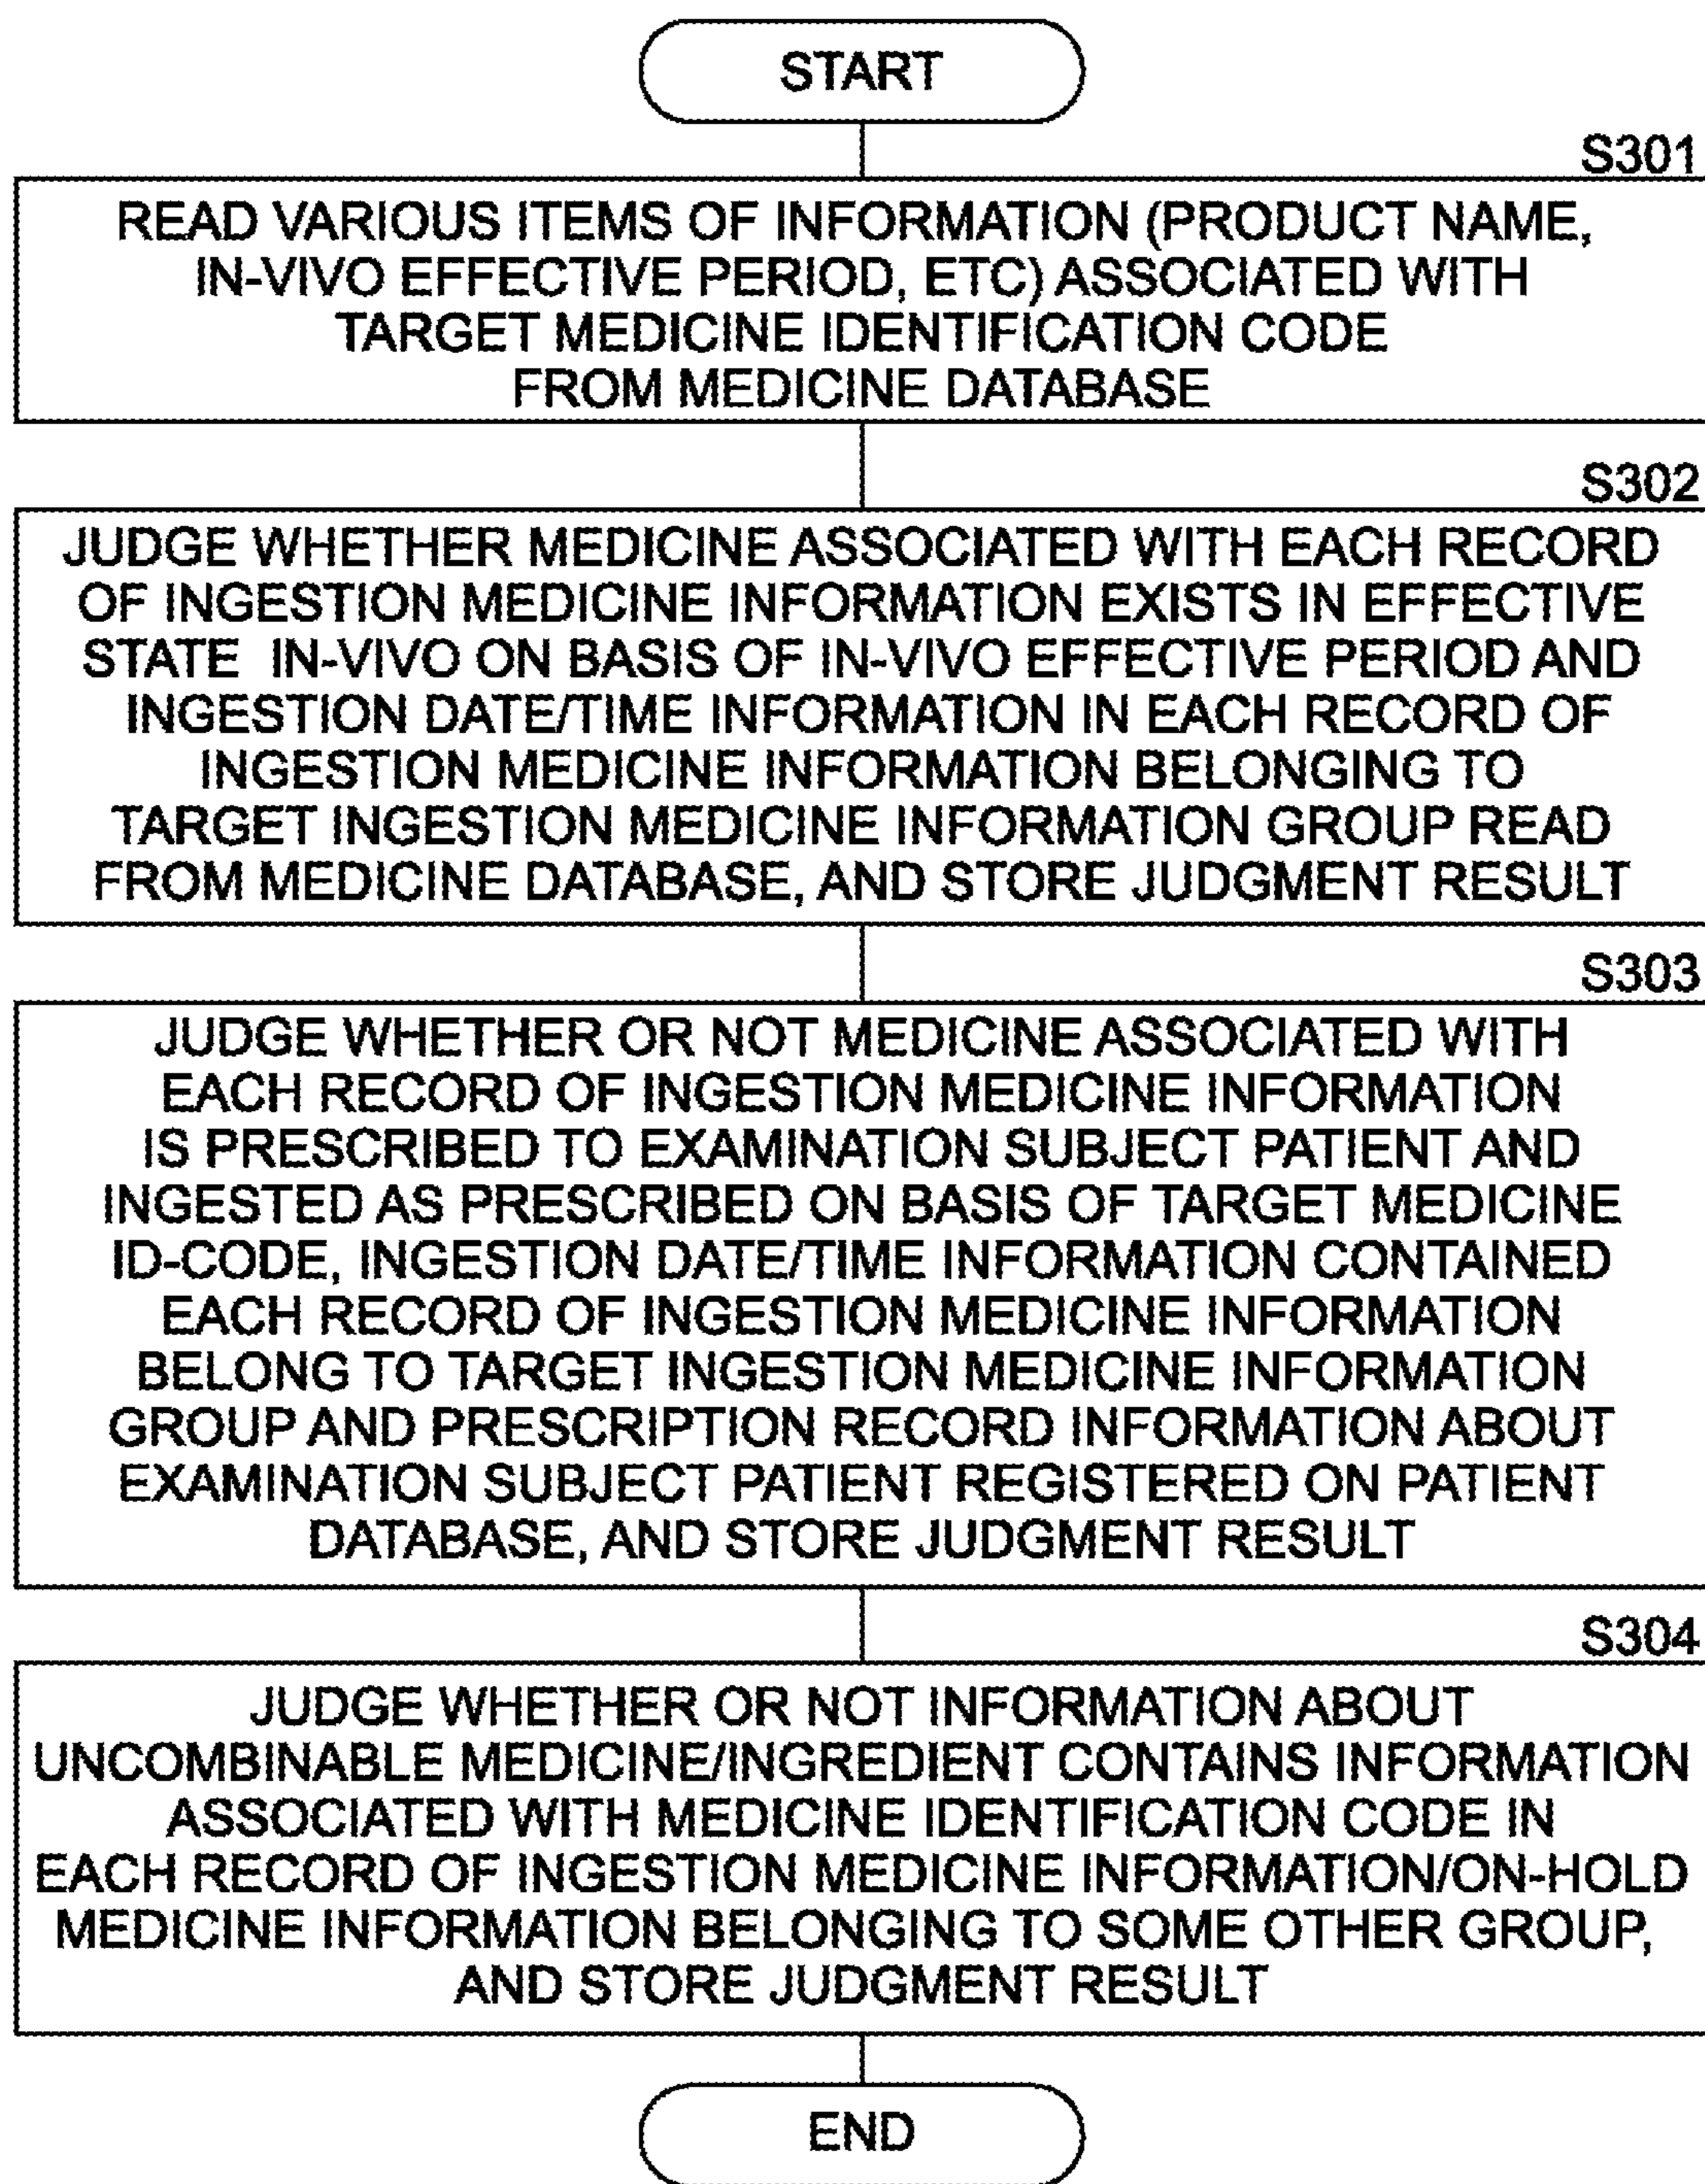 START
S301
READ VARIOUS ITEMS OF INFORMATION (PRODUCT NAME,
IN-VIVO EFFECTIVE PERIOD, ETC) ASSOCIATED WITH
TARGET MEDICINE IDENTIFICATION CODE
FROM MEDICINE DATABASE
S302
JUDGE WHETHER MEDICINE ASSOCIATED WITH EACH RECORD
OF INGESTION MEDICINE INFORMATION EXISTS IN EFFECTIVE
STATE IN-VIVO ON BASIS OF IN-VIVO EFFECTIVE PERIOD AND
INGESTION DATE/TIME INFORMATION IN EACH RECORD OF
INGESTION MEDICINE INFORMATION BELONGING TO
TARGET INGESTION MEDICINE INFORMATION GROUP READ
FROM MEDICINE DATABASE, AND STORE JUDGMENT RESULT
S303
JUDGE WHETHER OR NOT MEDICINE ASSOCIATED WITH
EACH RECORD OF INGESTION MEDICINE INFORMATION
IS PRESCRIBED TO EXAMINATION SUBJECT PATIENT AND
INGESTED AS PRESCRIBED ON BASIS OF TARGET MEDICINE
ID-CODE, INGESTION DATE/TIME INFORMATION CONTAINED
EACH RECORD OF INGESTION MEDICINE INFORMATION
BELONG TO TARGET INGESTION MEDICINE INFORMATION
GROUP AND PRESCRIPTION RECORD INFORMATION ABOUT
EXAMINATION SUBJECT PATIENT REGISTERED ON PATIENT
DATABASE, AND STORE JUDGMENT RESULT
S304
JUDGE WHETHER OR NOT INFORMATION ABOUT
UNCOMBINABLE MEDICINE/INGREDIENT CONTAINS INFORMATION
ASSOCIATED WITH MEDICINE IDENTIFICATION CODE IN
EACH RECORD OF INGESTION MEDICINE INFORMATION/ON-HOLD
MEDICINE INFORMATION BELONGING TO SOME OTHER GROUP,
AND STORE JUDGMENT RESULT
END